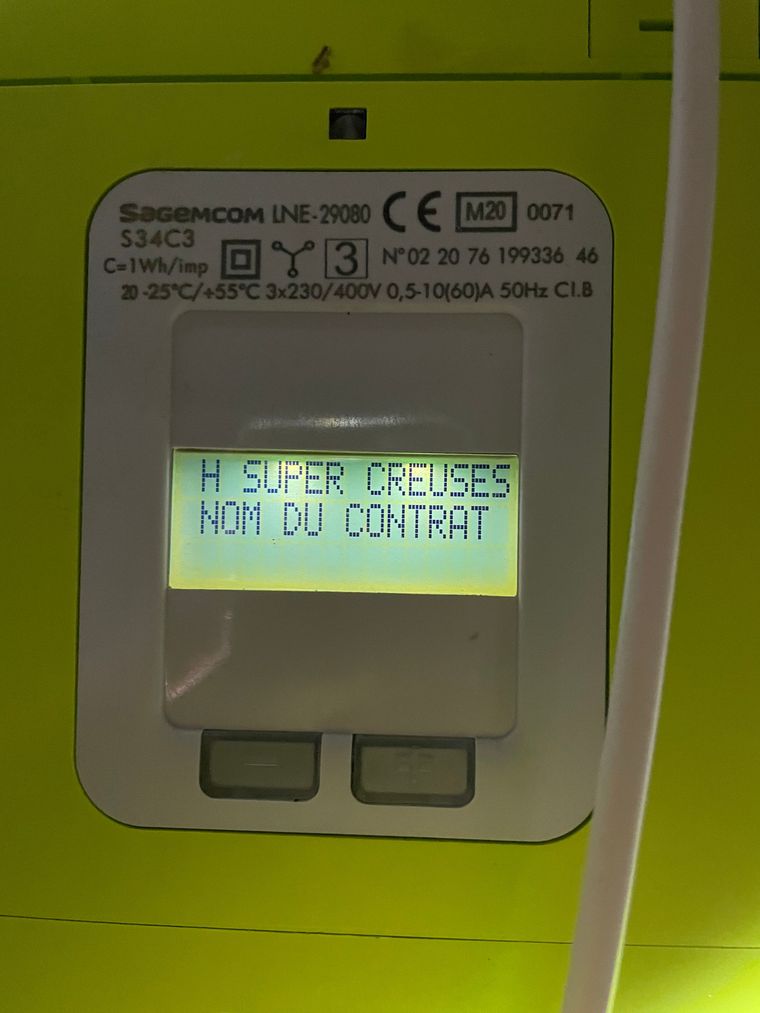 SAGEMCOM LNE-29080 CE M20 0071
S34C3
C=1Wh/imp 3 N°02 20 76 199336 46
20 -25°C/+55°C 3x230/400V 0,5-10(60)A 50Hz Cl.B
H SUPER CREUSES
NOM DU CONTRAT
- +